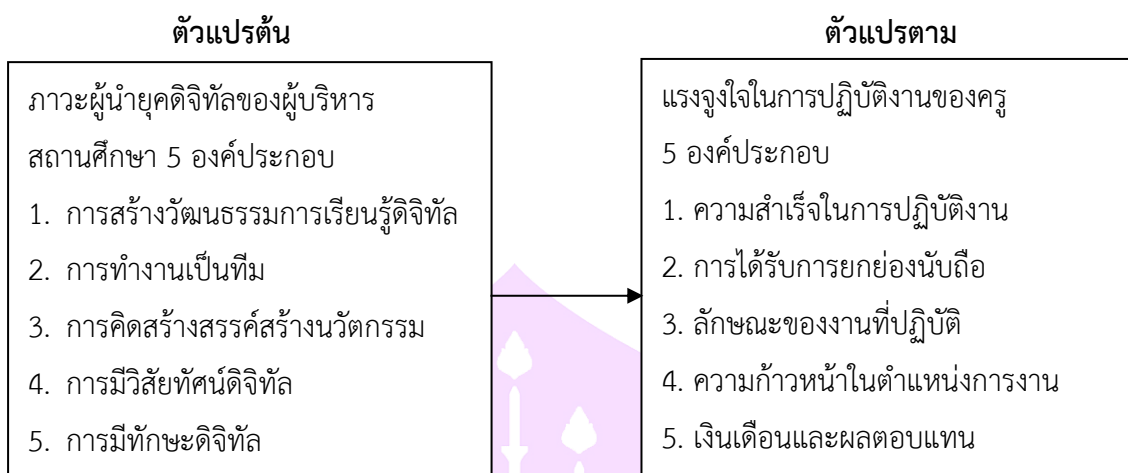 ตัวแปรต้น
ภาวะผู้นำยุคดิจิทัลของผู้บริหาร
สถานศึกษา 5 องค์ประกอบ
1. การสร้างวัฒนธรรมการเรียนรู้ดิจิทัล
2. การทำงานเป็นทีม
3. การคิดสร้างสรรค์สร้างนวัตกรรม
4. การมีวิสัยทัศน์ดิจิทัล
5. การมีทักษะดิจิทัล
ตัวแปรตาม
แรงจูงใจในการปฏิบัติงานของครู
5 องค์ประกอบ
1. ความสำเร็จในการปฏิบัติงาน
2. การได้รับการยกย่องนับถือ
3. ลักษณะของงานที่ปฏิบัติ
4. ความก้าวหน้าในตำแหน่งการงาน
5. เงินเดือนและผลตอบแทน